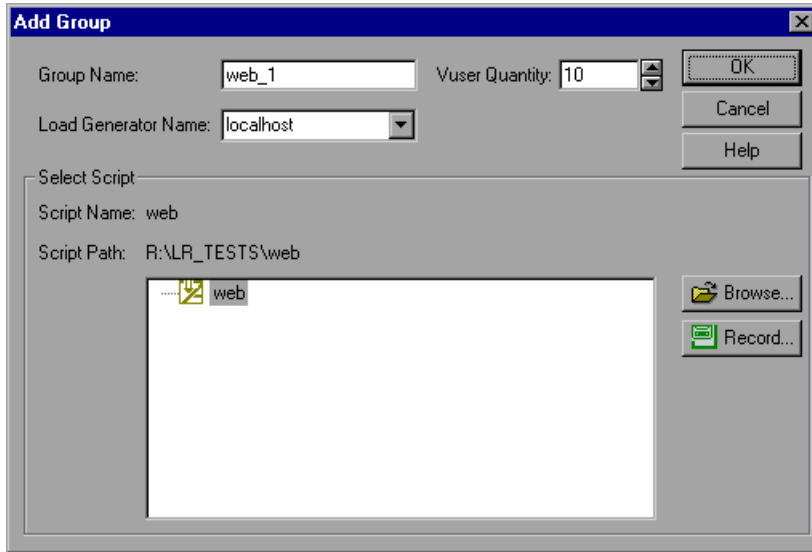 Add Group
Group Name: web_1 Vuser Quantity: 10 OK
Load Generator Name: localhost Cancel
Help
Select Script
Script Name: web
Script Path: R:\LR_TESTS\web
web
Browse...
Record...